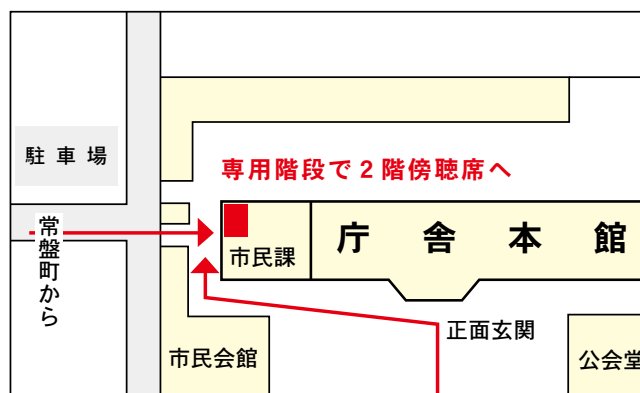 駐車場
専用階段で２階傍聴席へ
常盤町から
市民課
庁舎本館
正面玄関
市民会館
公会堂